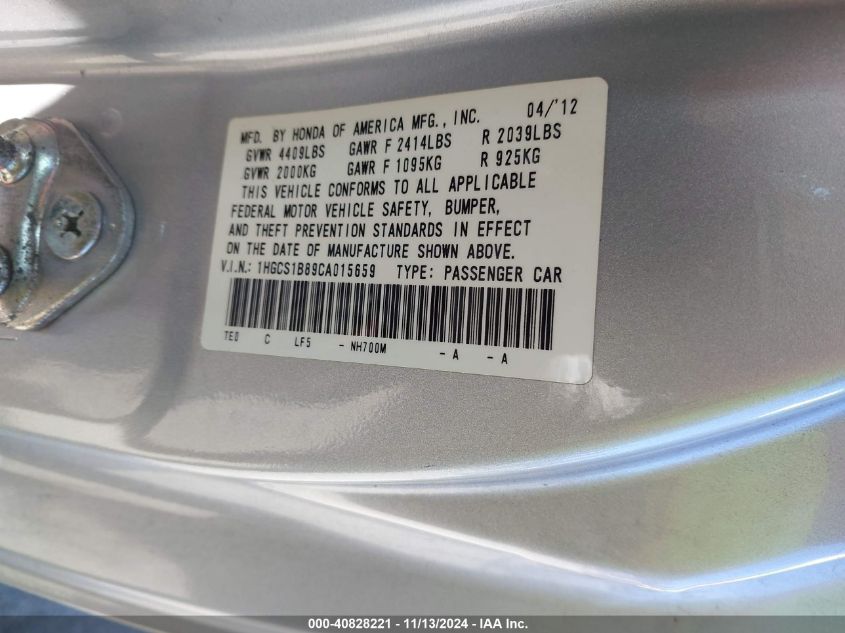 MFD. BY HONDA OF AMERICA MFG., INC. 04/'12
GVWR 4409LBS GAWR F 2414LBS R 2039LBS
GVWR 2000KG GAWR F 1095KG R 925KG
THIS VEHICLE CONFORMS TO ALL APPLICABLE
FEDERAL MOTOR VEHICLE SAFETY, BUMPER,
AND THEFT PREVENTION STANDARDS IN EFFECT
ON THE DATE OF MANUFACTURE SHOWN ABOVE.
V.I.N.: 1HGCS1B89CA015659 TYPE: PASSENGER CAR
TE0 C LF5 - NH700M - A - A
000-40828221 - 11/13/2024 - IAA Inc.